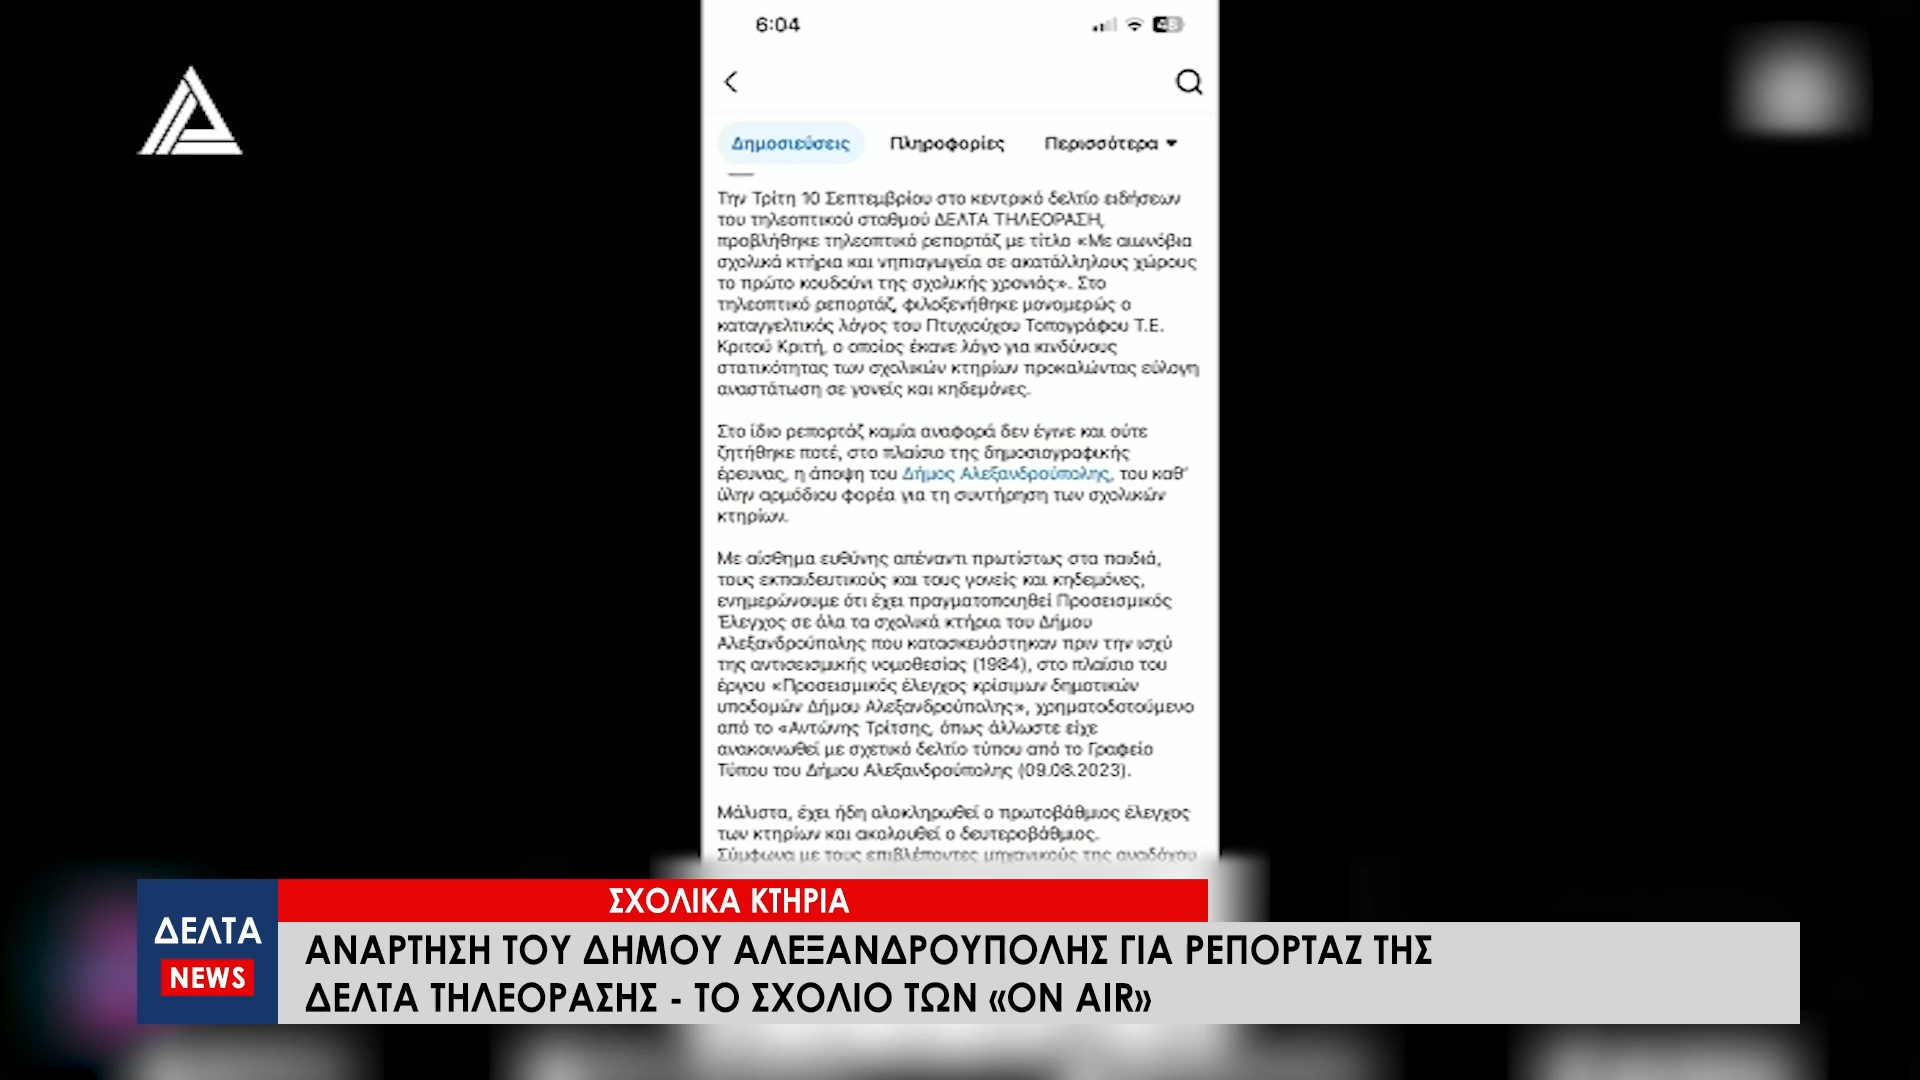 6:04
48
Δημοσιεύσεις Πληροφορίες Περισσότερα
Την Τρίτη 10 Σεπτεμβρίου στο κεντρικό δελτίο ειδήσεων
του τηλεοπτικού σταθμού ΔΕΛΤΑ ΤΗΛΕΟΡΑΣΗ,
προβλήθηκε τηλεοπτικό ρεπορτάζ με τίτλο «Με αιωνόβια
σχολικά κτήρια και νηπιαγωγεία σε ακατάλληλους χώρους
το πρώτο κουδούνι της σχολικής χρονιάς». Στο
τηλεοπτικό ρεπορτάζ, φιλοξενήθηκε μονομερώς ο
καταγγελτικός λόγος του Πτυχιούχου Τοπογράφου Τ.Ε.
Κριτού Κριτή, ο οποίος έκανε λόγο για κινδύνους
στατικότητας των σχολικών κτηρίων προκαλώντας εύλογη
αναστάτωση σε γονείς και κηδεμόνες.
Στο ίδιο ρεπορτάζ καμία αναφορά δεν έγινε και ούτε
ζητήθηκε ποτέ, στο πλαίσιο της δημοσιογραφικής
έρευνας, η άποψη του Δήμος Αλεξανδρούπολης, του καθ'
ύλην αρμόδιου φορέα για τη συντήρηση των σχολικών
κτηρίων.
Με αίσθημα ευθύνης απέναντι πρωτίστως στα παιδιά,
τους εκπαιδευτικούς και τους γονείς και κηδεμόνες,
ενημερώνουμε ότι έχει πραγματοποιηθεί Προσεισμικός
Έλεγχος σε όλα τα σχολικά κτήρια του Δήμου
Αλεξανδρούπολης που κατασκευάστηκαν πριν την ισχύ
της αντισεισμικής νομοθεσίας (1984), στο πλαίσιο του
έργου «Προσεισμικός έλεγχος κρίσιμων δημοτικών
υποδομών Δήμου Αλεξανδρούπολης», χρηματοδοτούμενο
από το «Αντώνης Τρίτσης, όπως άλλωστε είχε
ανακοινωθεί με σχετικό δελτίο τύπου από το Γραφείο
Τύπου του Δήμου Αλεξανδρούπολης (09.08.2023).
Μάλιστα, έχει ήδη ολοκληρωθεί ο πρωτοβάθμιος έλεγχος
των κτηρίων και ακολουθεί ο δευτεροβάθμιος.
Σύμφωνα με τους επιβλέποντες μηχανικούς της αναδόχου
ΣΧΟΛΙΚΑ ΚΤΗΡΙΑ
ΔΕΛΤΑ
NEWS
ΑΝΑΡΤΗΣΗ ΤΟΥ ΔΗΜΟΥ ΑΛΕΞΑΝΔΡΟΥΠΟΛΗΣ ΓΙΑ ΡΕΠΟΡΤΑΖ ΤΗΣ
ΔΕΛΤΑ ΤΗΛΕΟΡΑΣΗΣ - ΤΟ ΣΧΟΛΙΟ ΤΩΝ «ON AIR»